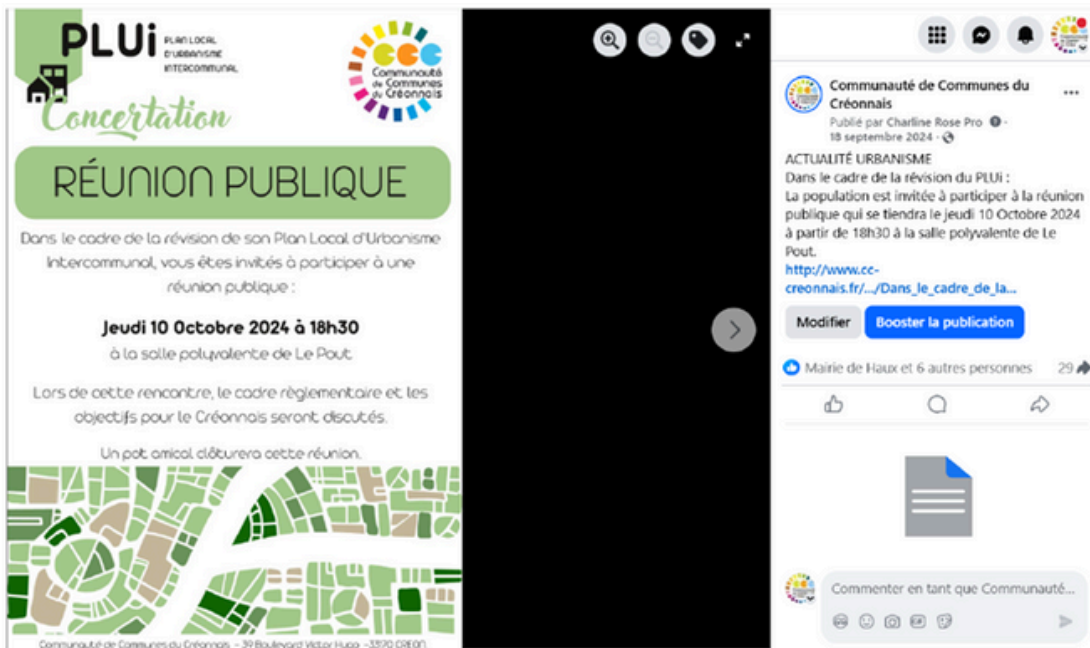 PLUi
PLAN LOCAL
D'URBANISME
INTERCOMMUNAL
Concertation
CCC
Communauté
de Communes
du Créonnais
RÉUNION PUBLIQUE
Dans le cadre de la révision de son Plan Local d'Urbanisme
Intercommunal, vous êtes invités à participer à une
réunion publique :
Jeudi 10 Octobre 2024 à 18h30
à la salle polyvalente de Le Pout
Lors de cette rencontre, le cadre règlementaire et les
objectifs pour le Créonnais seront discutés.
Un pot amical clôturera cette réunion.
Communauté de Communes du Créonnais - 39 Boulevard Victor Hugo -33670 CREON
Communauté de Communes du
Créonnais
Publié par Charline Rose Pro
18 septembre 2024
ACTUALITÉ URBANISME
Dans le cadre de la révision du PLUi :
La population est invitée à participer à la réunion
publique qui se tiendra le jeudi 10 Octobre 2024
à partir de 18h30 à la salle polyvalente de Le
Pout.
http://www.cc-
creonnais.fr/.../Dans_le_cadre_de_la...
Modifier Booster la publication
Mairie de Haux et 6 autres personnes 29
Commenter en tant que Communauté...
GIF